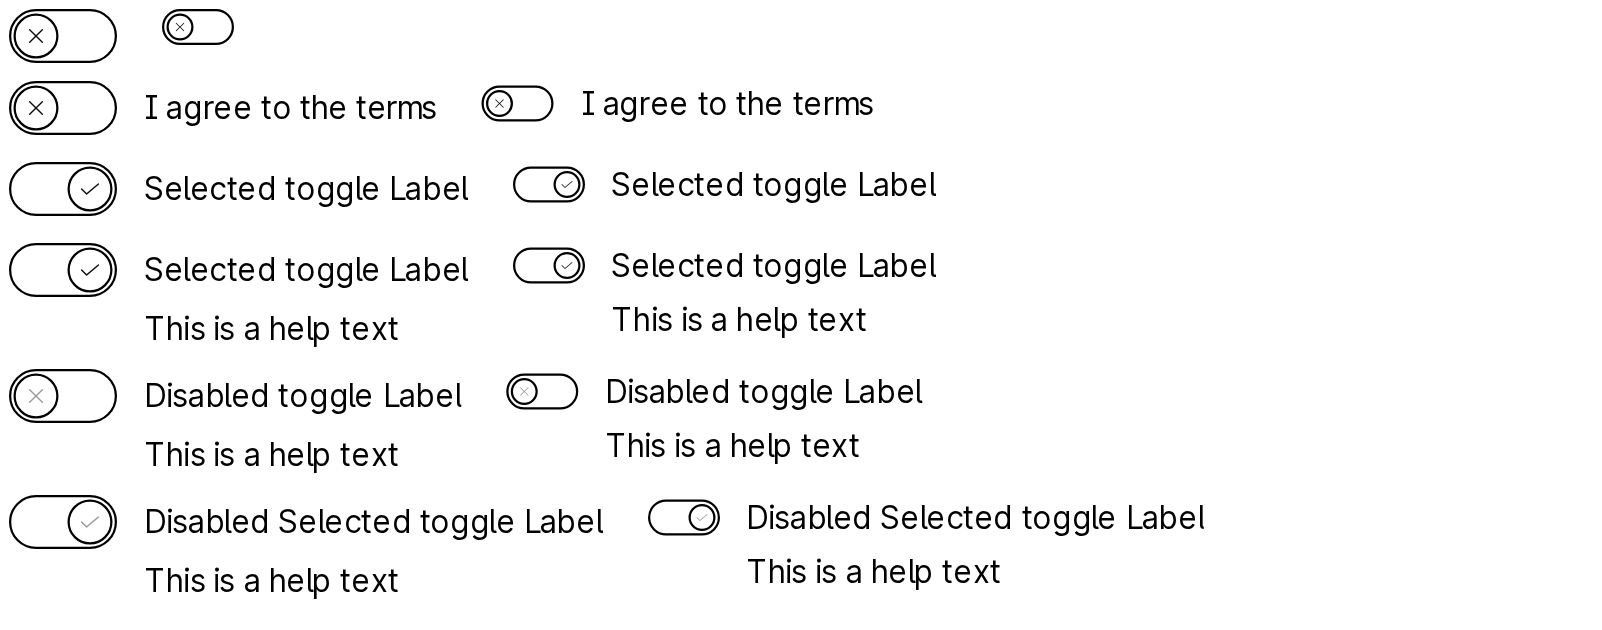 I agree to the terms I agree to the terms
Selected toggle Label Selected toggle Label
Selected toggle Label Selected toggle Label
This is a help text This is a help text
Disabled toggle Label Disabled toggle Label
This is a help text This is a help text
Disabled Selected toggle Label Disabled Selected toggle Label
This is a help text This is a help text